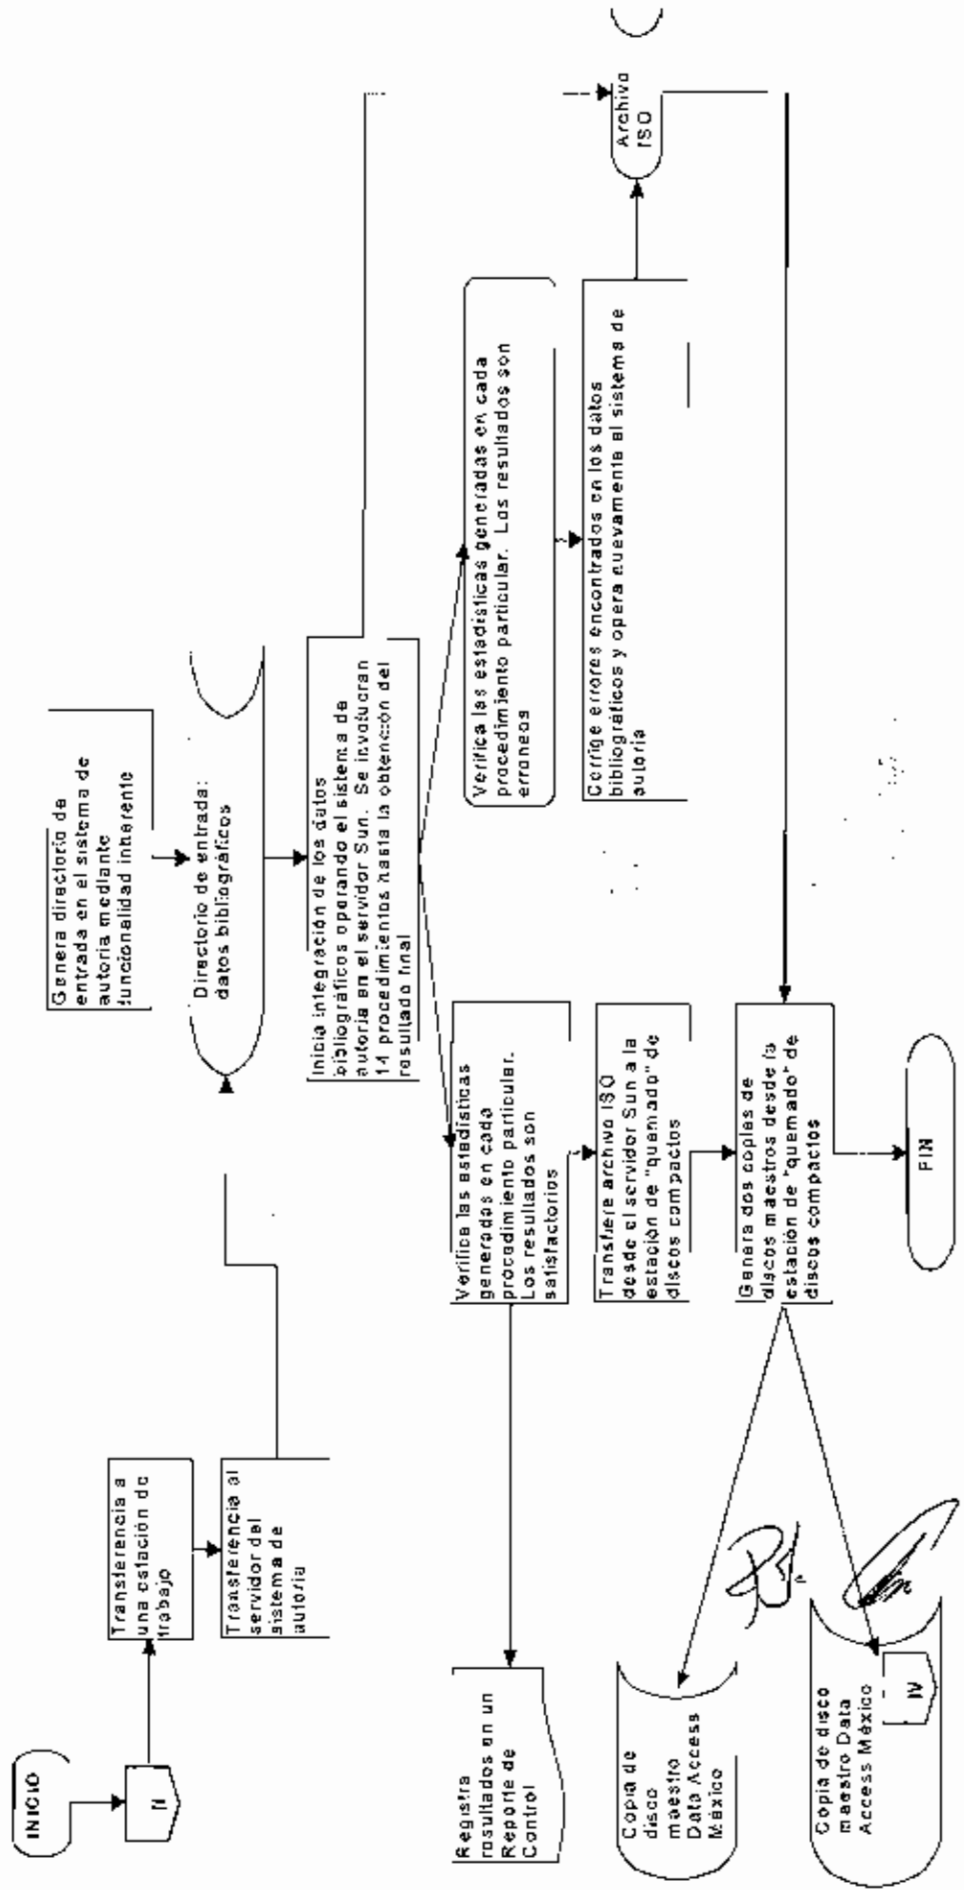 INICIO
Transferencia a
una estación de
trabajo
Transferencia al
servidor del
sistema de
autoría
Genera directorio de
entrada en el sistema de
autoría mediante
funcionalidad inherente
Directorio de entrada:
datos bibliográficos
Inicia integración de los datos
bibliográficos operando el sistema de
autoría en el servidor Sun. Se involucran
14 procedimientos hasta la obtención del
resultado final
Verifica las estadísticas
generadas en cada
procedimiento particular.
Los resultados son
satisfactorios
Verifica las estadísticas generadas en cada
procedimiento particular. Los resultados son
erroneos
Corrige errores encontrados en los datos
bibliográficos y opera nuevamente el sistema de
autoría
Archivo
ISO
Registra
resultados en un
Reporte de
Control
Transfiere archivo ISO
desde el servidor Sun a la
estación de "quemado" de
discos compactos
Genera dos copias de
discos maestros desde la
estación de "quemado" de
discos compactos
Copia de
disco
maestro
Data Access
México
Copia de disco
maestro Data
Access México
IV
FIN